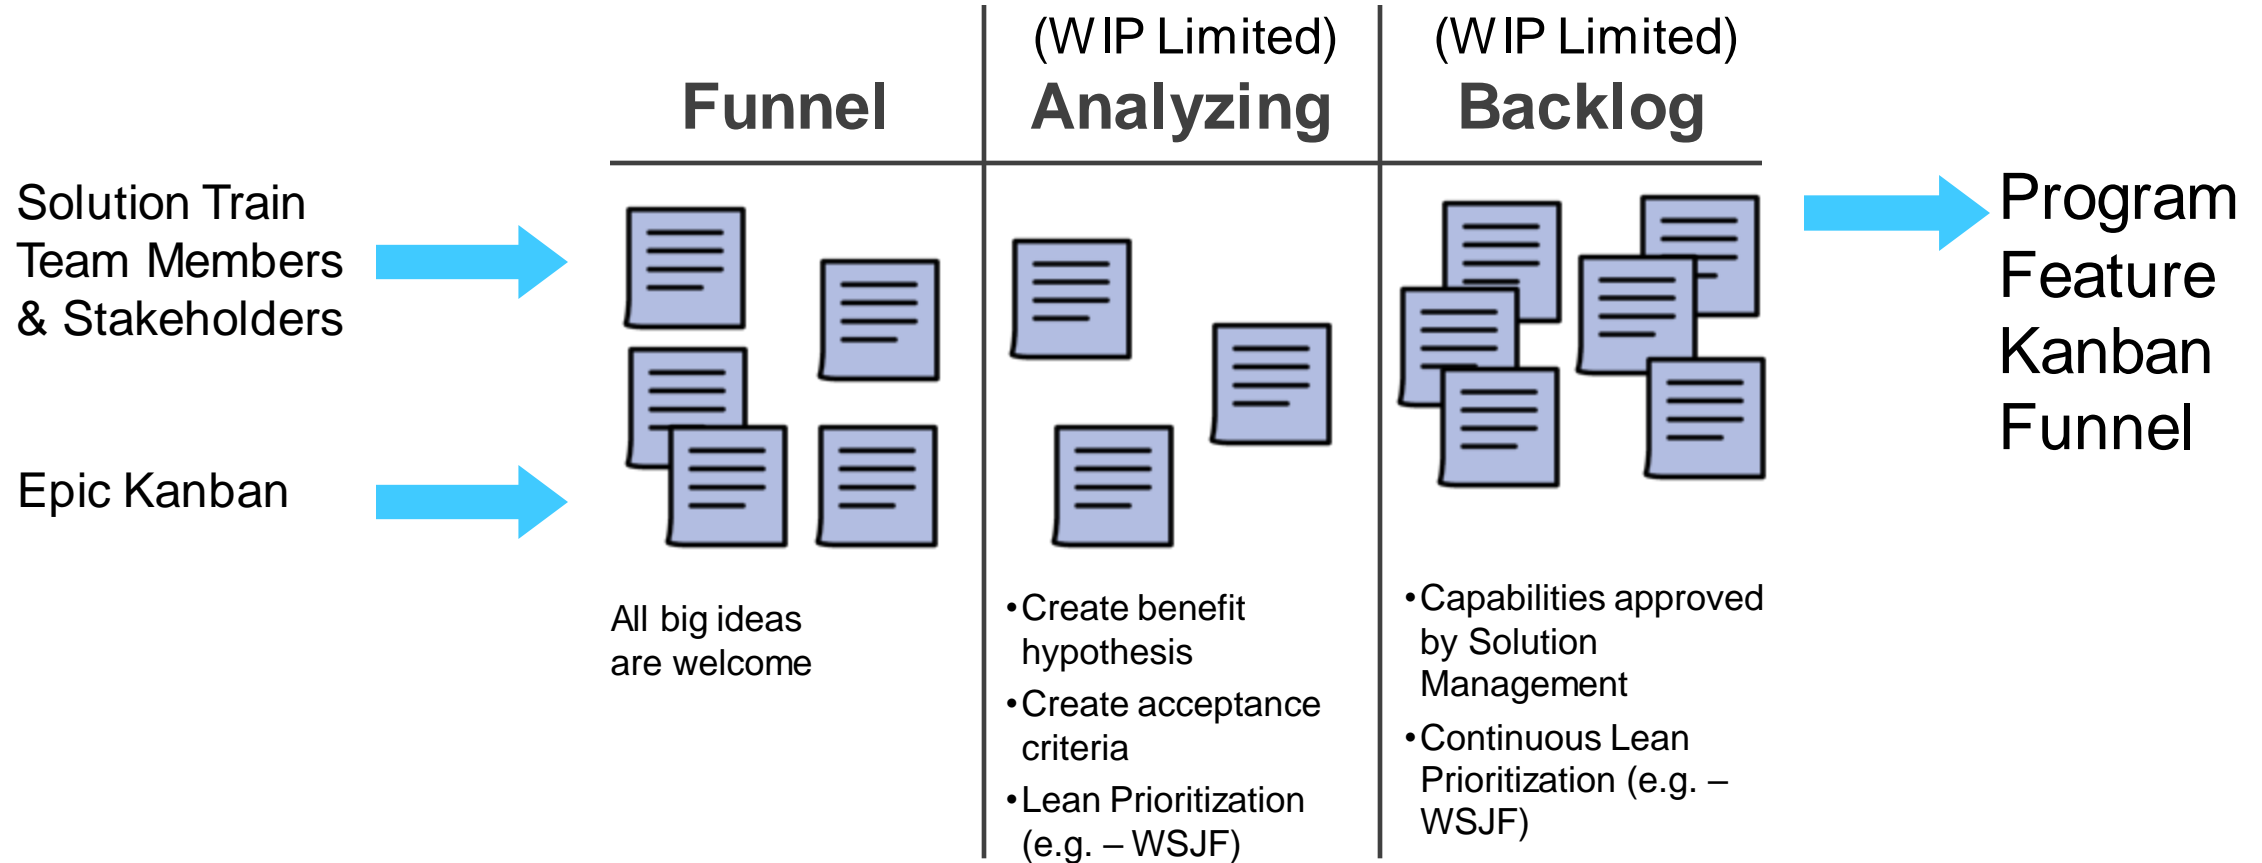 Solution Train
Team Members
& Stakeholders
Epic Kanban
Funnel
All big ideas
are welcome
(WIP Limited)
Analyzing
•Create benefit
hypothesis
•Create acceptance
criteria
•Lean Prioritization
(e.g. – WSJF)
(WIP Limited)
Backlog
•Capabilities approved
by Solution
Management
•Continuous Lean
Prioritization (e.g. –
WSJF)
Program
Feature
Kanban
Funnel